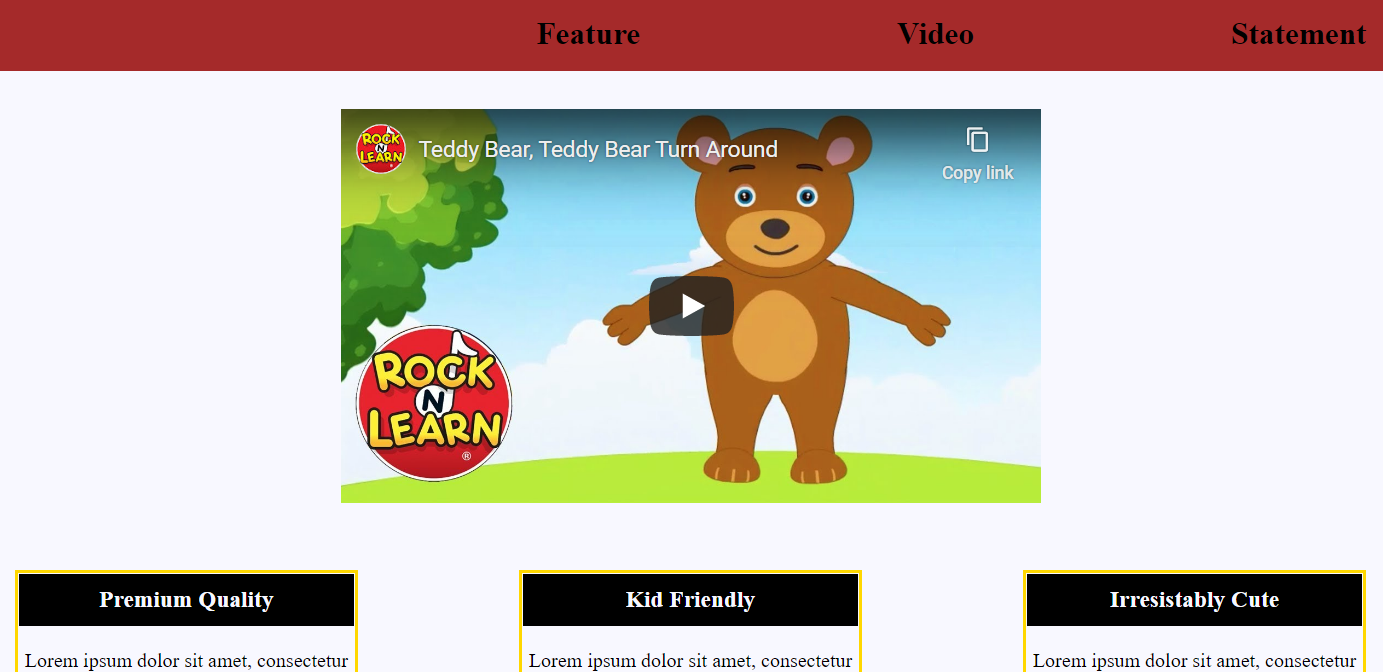 Feature Video Statement
ROCK
N
LEARN
Teddy Bear, Teddy Bear Turn Around
Copy link
ROCK
N
LEARN
®
Premium Quality Kid Friendly Irresistably Cute
Lorem ipsum dolor sit amet, consectetur Lorem ipsum dolor sit amet, consectetur Lorem ipsum dolor sit amet, consectetur